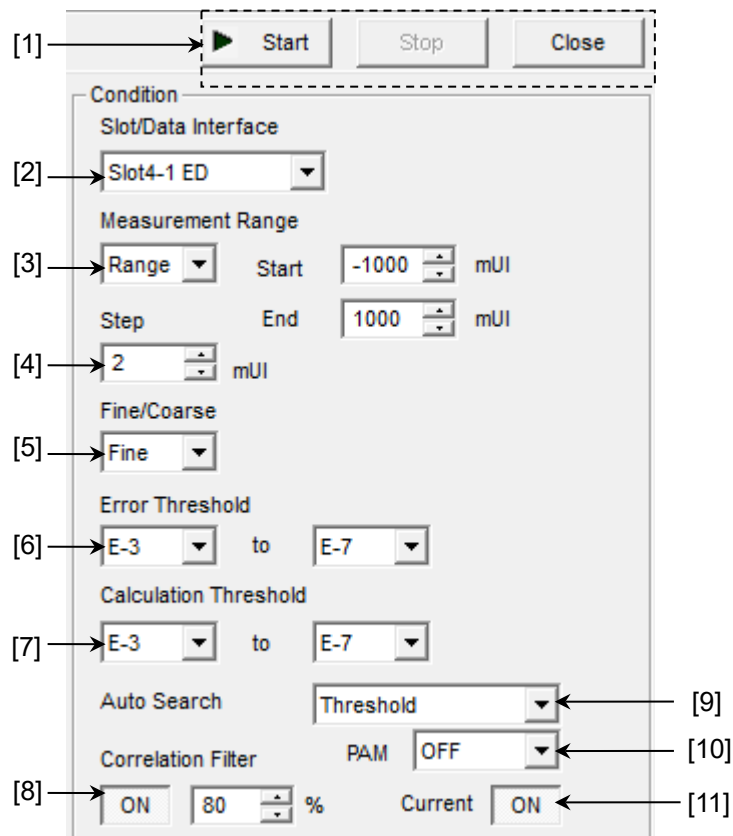 [1] Start Stop Close
Condition
Slot/Data Interface
[2] Slot4-1 ED
Measurement Range
[3] Range Start -1000 mUI
Step End 1000 mUI
[4] 2 mUI
Fine/Coarse
[5] Fine
Error Threshold
[6] E-3 to E-7
Calculation Threshold
[7] E-3 to E-7
Auto Search Threshold [9]
Correlation Filter PAM OFF [10]
[8] ON 80 % Current ON [11]